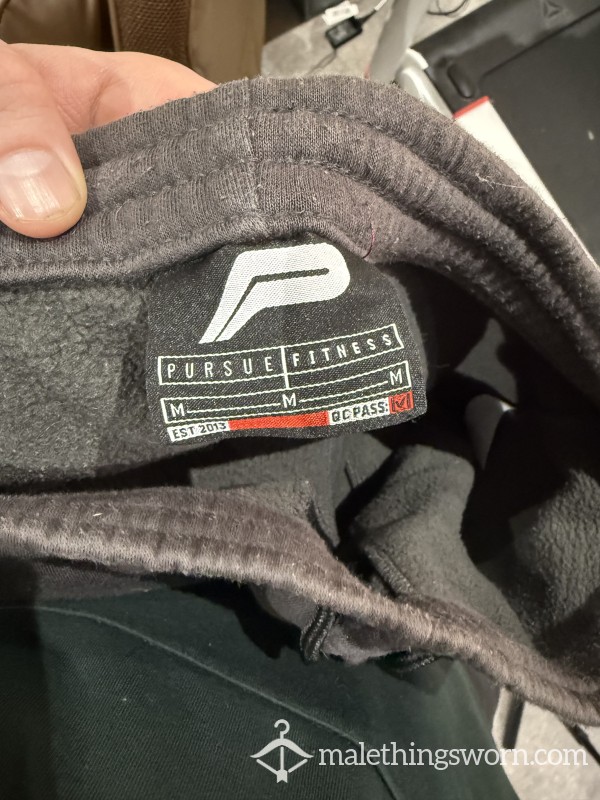 PURSUE FITNESS
M M M
EST 2013 QC PASS:
malethingsworn.com